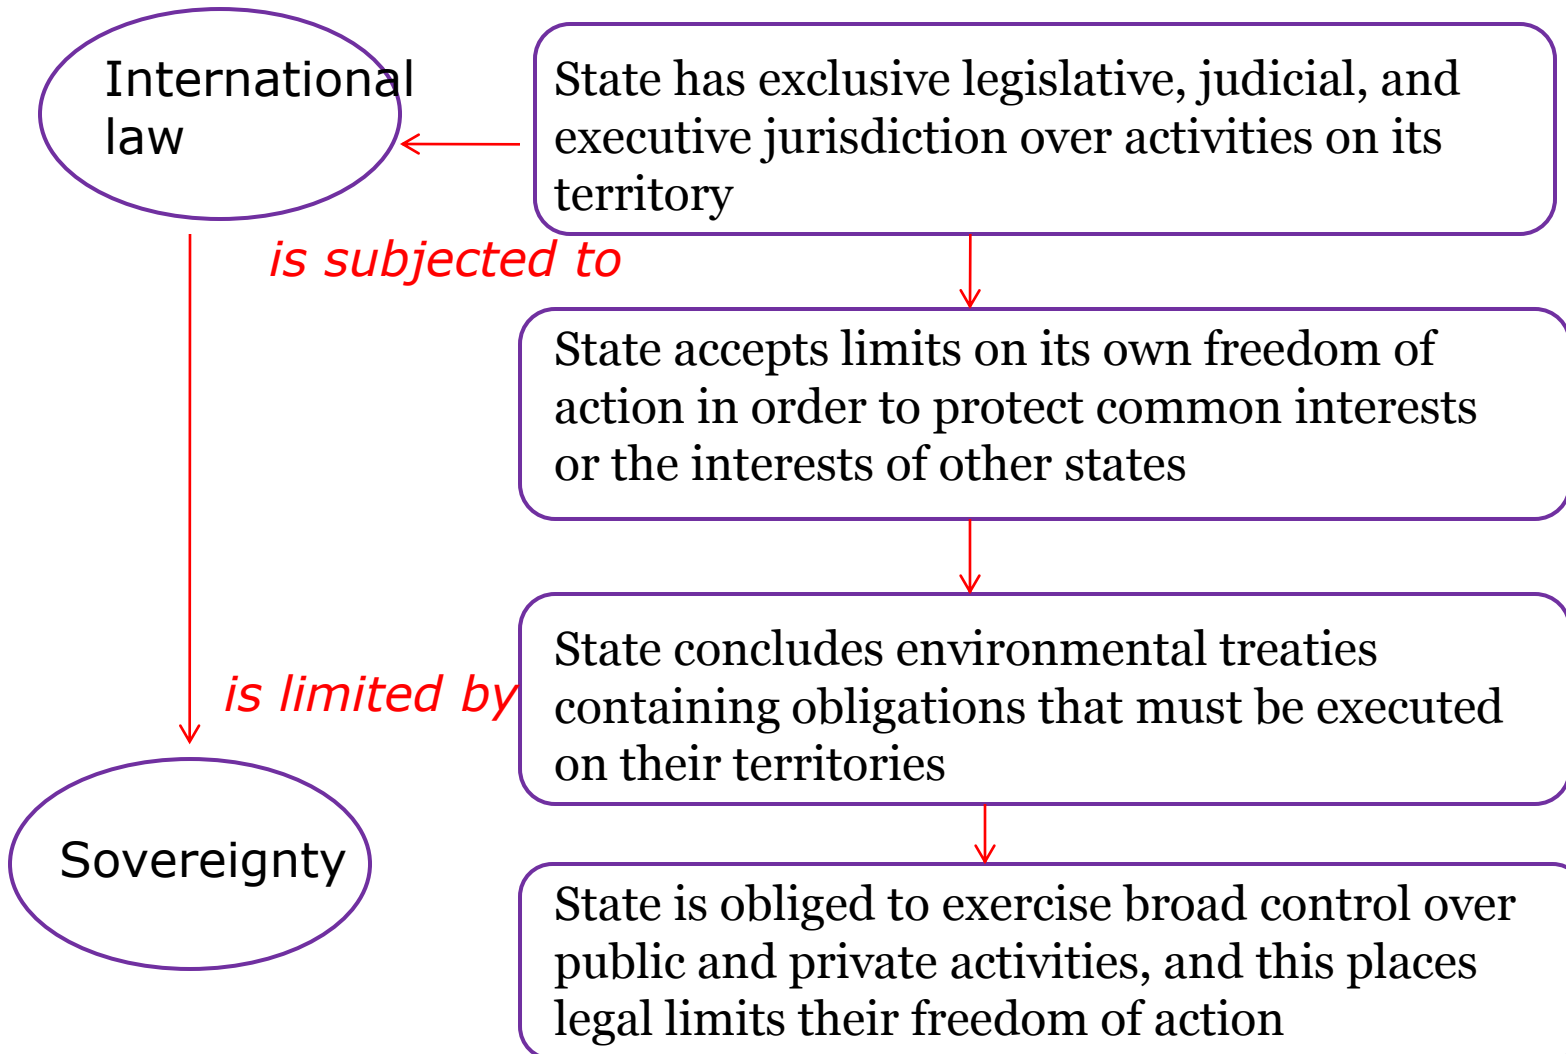 International
law
State has exclusive legislative, judicial, and
executive jurisdiction over activities on its
territory
is subjected to
State accepts limits on its own freedom of
action in order to protect common interests
or the interests of other states
State concludes environmental treaties
containing obligations that must be executed
on their territories
is limited by
Sovereignty
State is obliged to exercise broad control over
public and private activities, and this places
legal limits their freedom of action